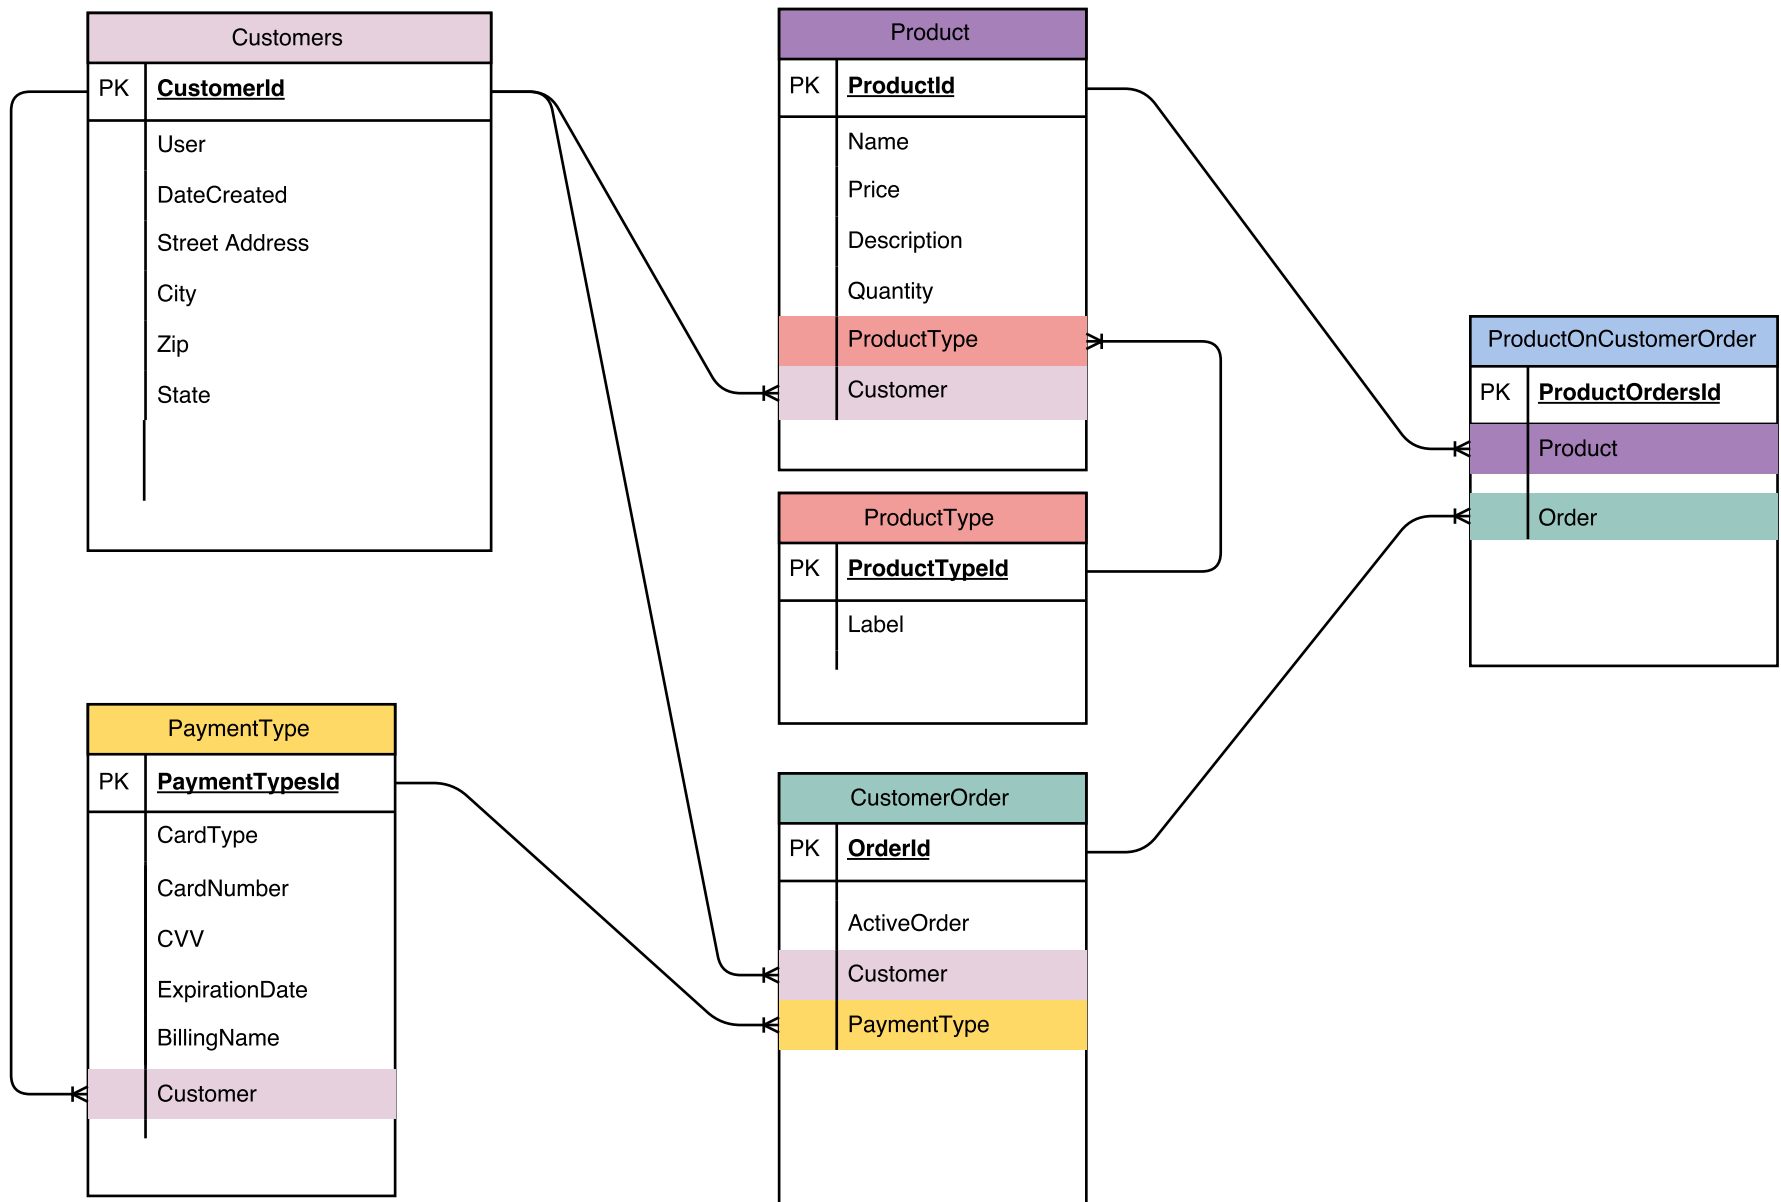 Customers
PK CustomerId
User
DateCreated
Street Address
City
Zip
State
Product
PK ProductId
Name
Price
Description
Quantity
ProductType
Customer
ProductType
PK ProductTypeId
Label
ProductOnCustomerOrder
PK ProductOrdersId
Product
Order
PaymentType
PK PaymentTypesId
CardType
CardNumber
CVV
ExpirationDate
BillingName
Customer
CustomerOrder
PK OrderId
ActiveOrder
Customer
PaymentType